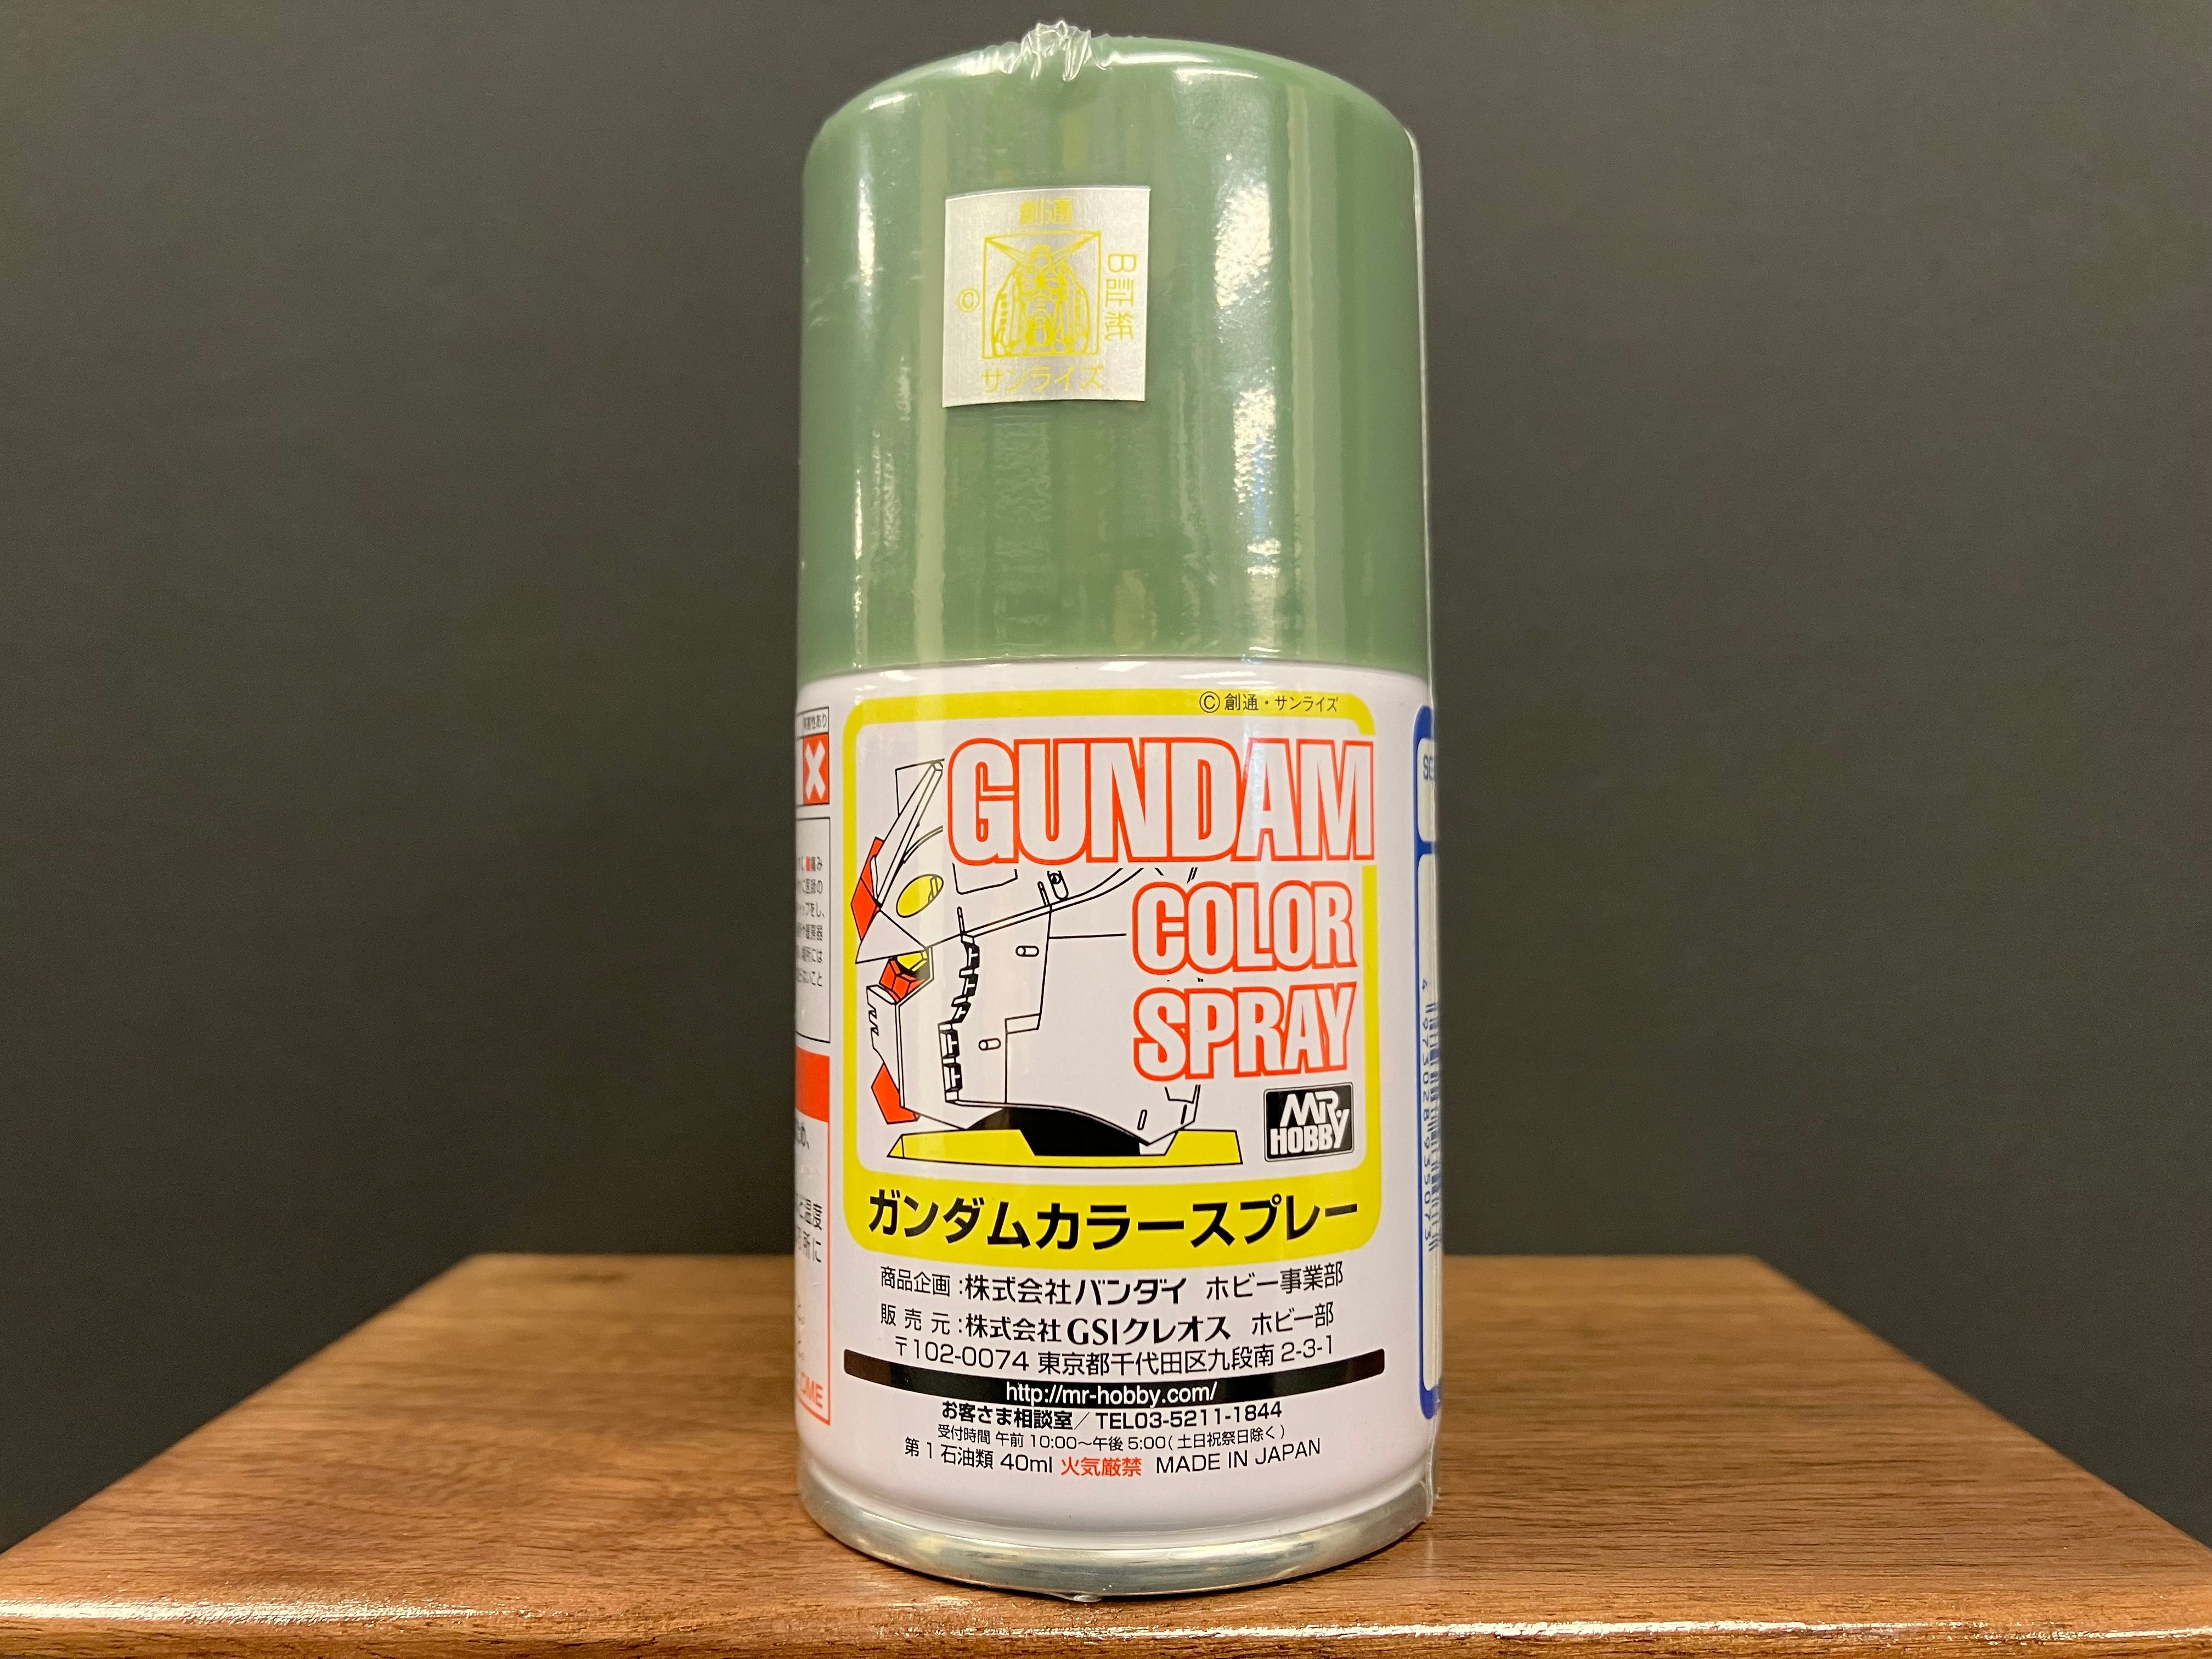 創通
©
B証紙
サンライズ
© 創通・サンライズ
GUNDAM
COLOR
SPRAY
MR HOBBY
ガンダムカラースプレー
商品企画:株式会社バンダイ ホビー事業部
販売元:株式会社GSIクレオス ホビー部
〒102-0074 東京都千代田区九段南 2-3-1
http://mr-hobby.com/
お客さま相談室/TEL03-5211-1844
受付時間 午前 10:00〜午後 5:00(土日祝祭日除く)
第1石油類 40ml 火気厳禁 MADE IN JAPAN
4 973028 935073